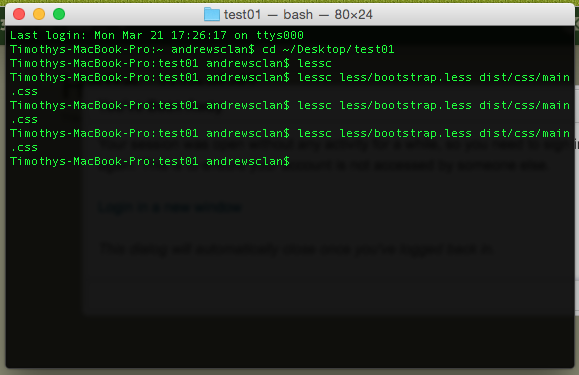 test01 — bash — 80×24
Last login: Mon Mar 21 17:26:17 on ttys000
Timothys-MacBook-Pro:~ andrewsclan$ cd ~/Desktop/test01
Timothys-MacBook-Pro:test01 andrewsclan$ lessc
Timothys-MacBook-Pro:test01 andrewsclan$ lessc less/bootstrap.less dist/css/main
.css
Timothys-MacBook-Pro:test01 andrewsclan$ lessc less/bootstrap.less dist/css/main
.css
Timothys-MacBook-Pro:test01 andrewsclan$ lessc less/bootstrap.less dist/css/main
.css
Timothys-MacBook-Pro:test01 andrewsclan$